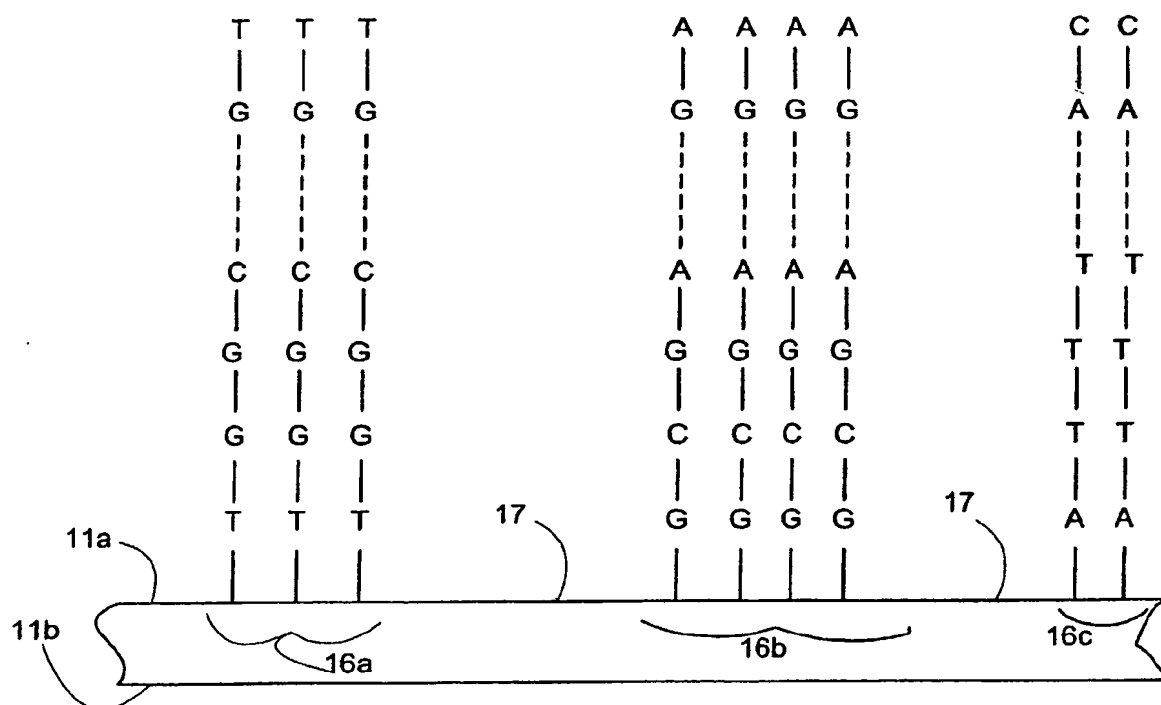 T T T A A A A C C
G G G G G G G A A
C C C A A A A T T
G G G G G G G T T
G G G C C C C T T
T T T G G G G A A
17 17
11a
11b
16a 16b 16c